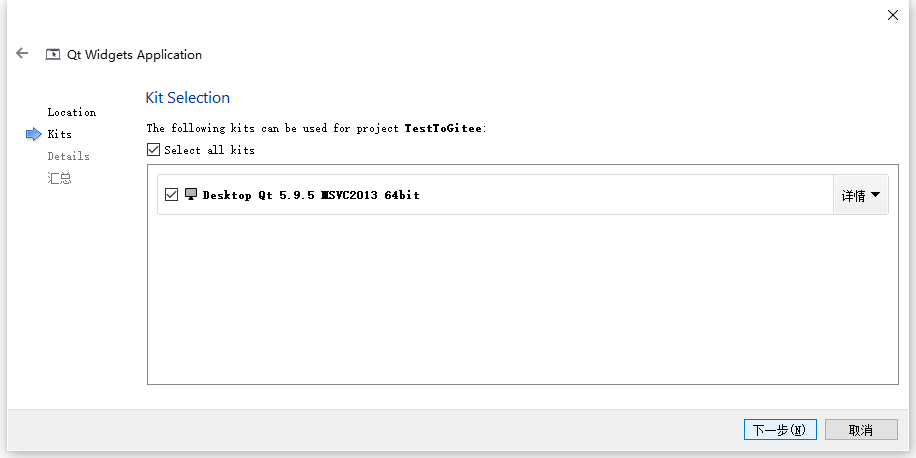 Qt Widgets Application
Location
Kits
Details
汇总
Kit Selection
The following kits can be used for project TestToGitee:
Select all kits
Desktop Qt 5.9.5 MSVC2013 64bit
详情
下一步(N)
取消